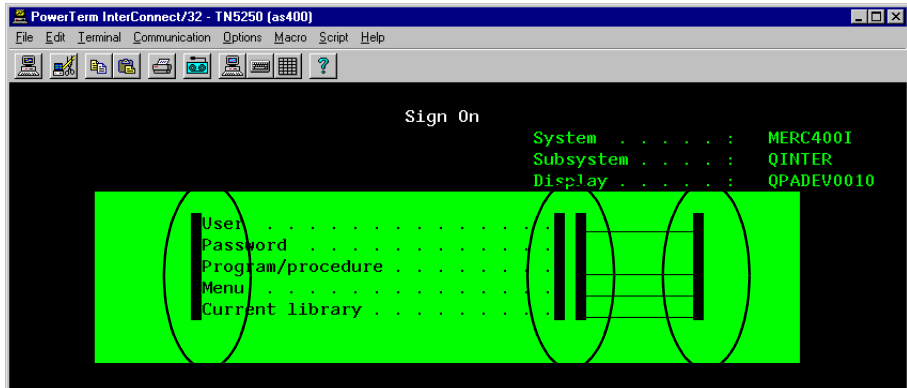 PowerTerm InterConnect/32 - TN5250 (as400)
File Edit Terminal Communication Options Macro Script Help
Sign On
System . . . . . : MERC400I
Subsystem . . . . : QINTER
Display . . . . . : QPADEV0010
User . . . . . . . . . . . . . .
Password . . . . . . . . . . . .
Program/procedure . . . . . . . .
Menu . . . . . . . . . . . . . .
Current library . . . . . . . . .